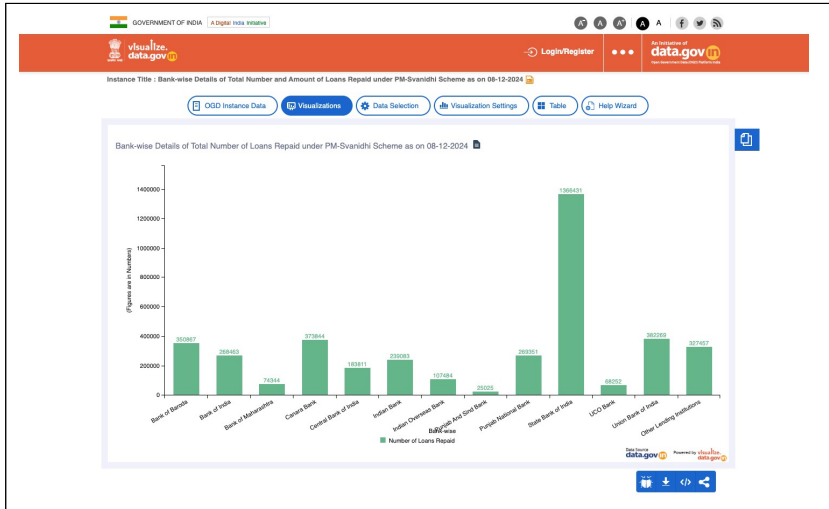 GOVERNMENT OF INDIA A Digital India Initiative
A- A A+ A A
visualize.
data.gov in
Login/Register
An Initiative of
data.gov in
Instance Title : Bank-wise Details of Total Number and Amount of Loans Repaid under PM-Svanidhi Scheme as on 08-12-2024
OGD Instance Data Visualizations Data Selection Visualization Settings Table Help Wizard
Bank-wise Details of Total Number of Loans Repaid under PM-Svanidhi Scheme as on 08-12-2024
(Figures are in Numbers)
1400000
1200000
1000000
800000
600000
400000
200000
0
350867
268463
74344
373844
183811
239083
107484
25025
269351
1366431
68252
382269
327457
Bank of Baroda
Bank of India
Bank of Maharashtra
Canara Bank
Central Bank of India
Indian Bank
Indian Overseas Bank
Punjab And Sind Bank
Punjab National Bank
State Bank of India
UCO Bank
Union Bank of India
Other Lending Institutions
Bank-wise
Number of Loans Repaid
Data Source
data.gov in
Powered by visualize.
data.gov in